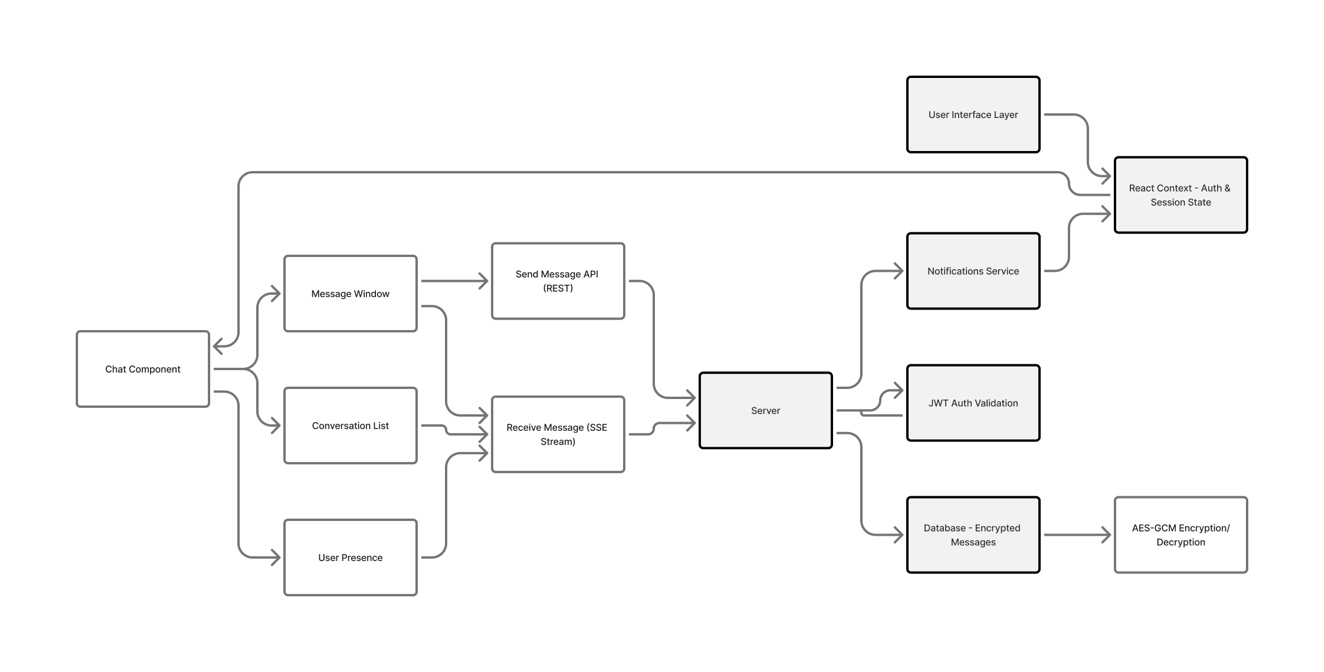 User Interface Layer
React Context - Auth &
Session State
Message Window
Send Message API
(REST)
Notifications Service
Chat Component
Conversation List
Receive Message (SSE
Stream)
Server
JWT Auth Validation
User Presence
Database - Encrypted
Messages
AES-GCM Encryption/
Decryption